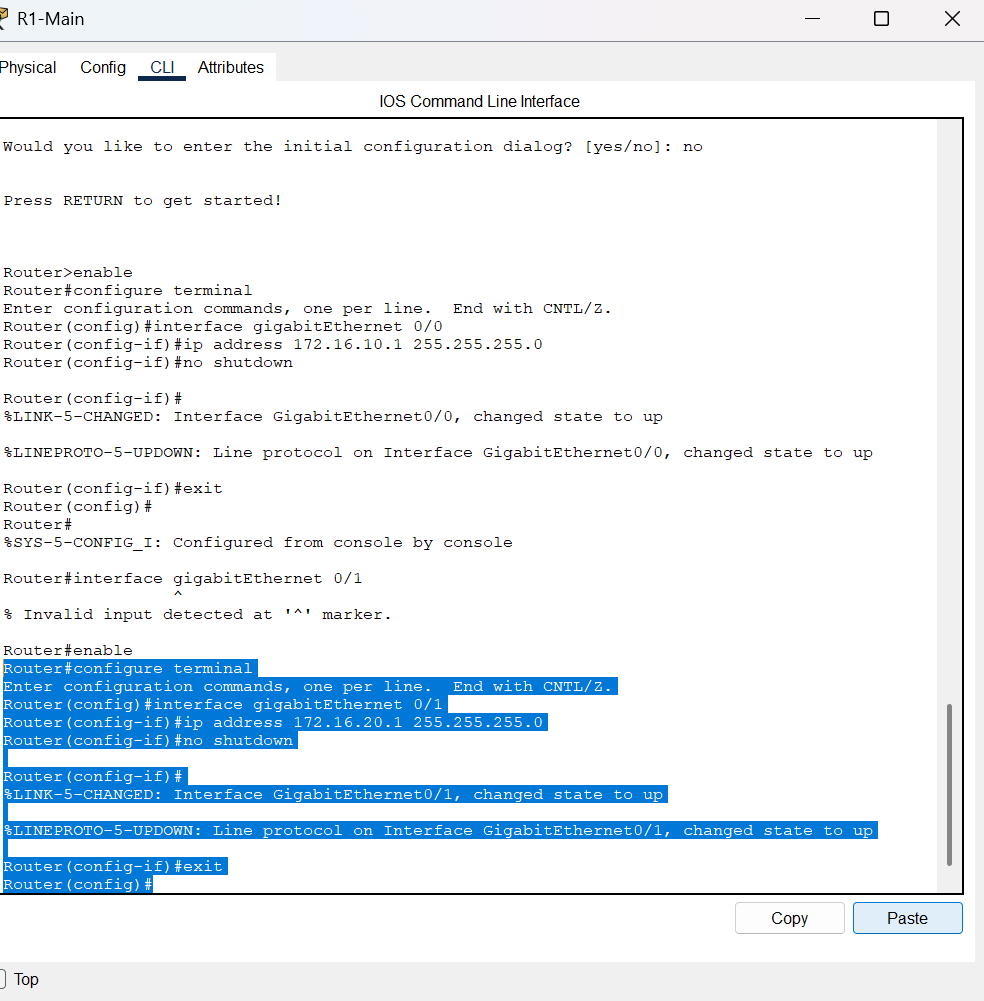 R1-Main
Physical Config CLI Attributes
IOS Command Line Interface
Would you like to enter the initial configuration dialog? [yes/no]: no
Press RETURN to get started!
Router>enable
Router#configure terminal
Enter configuration commands, one per line.  End with CNTL/Z.
Router(config)#interface gigabitEthernet 0/0
Router(config-if)#ip address 172.16.10.1 255.255.255.0
Router(config-if)#no shutdown
Router(config-if)#
%LINK-5-CHANGED: Interface GigabitEthernet0/0, changed state to up
%LINEPROTO-5-UPDOWN: Line protocol on Interface GigabitEthernet0/0, changed state to up
Router(config-if)#exit
Router(config)#
Router#
%SYS-5-CONFIG_I: Configured from console by console
Router#interface gigabitEthernet 0/1
^
% Invalid input detected at '^' marker.
Router#enable
Router#configure terminal
Enter configuration commands, one per line.  End with CNTL/Z.
Router(config)#interface gigabitEthernet 0/1
Router(config-if)#ip address 172.16.20.1 255.255.255.0
Router(config-if)#no shutdown
Router(config-if)#
%LINK-5-CHANGED: Interface GigabitEthernet0/1, changed state to up
%LINEPROTO-5-UPDOWN: Line protocol on Interface GigabitEthernet0/1, changed state to up
Router(config-if)#exit
Router(config)#
Copy Paste
Top